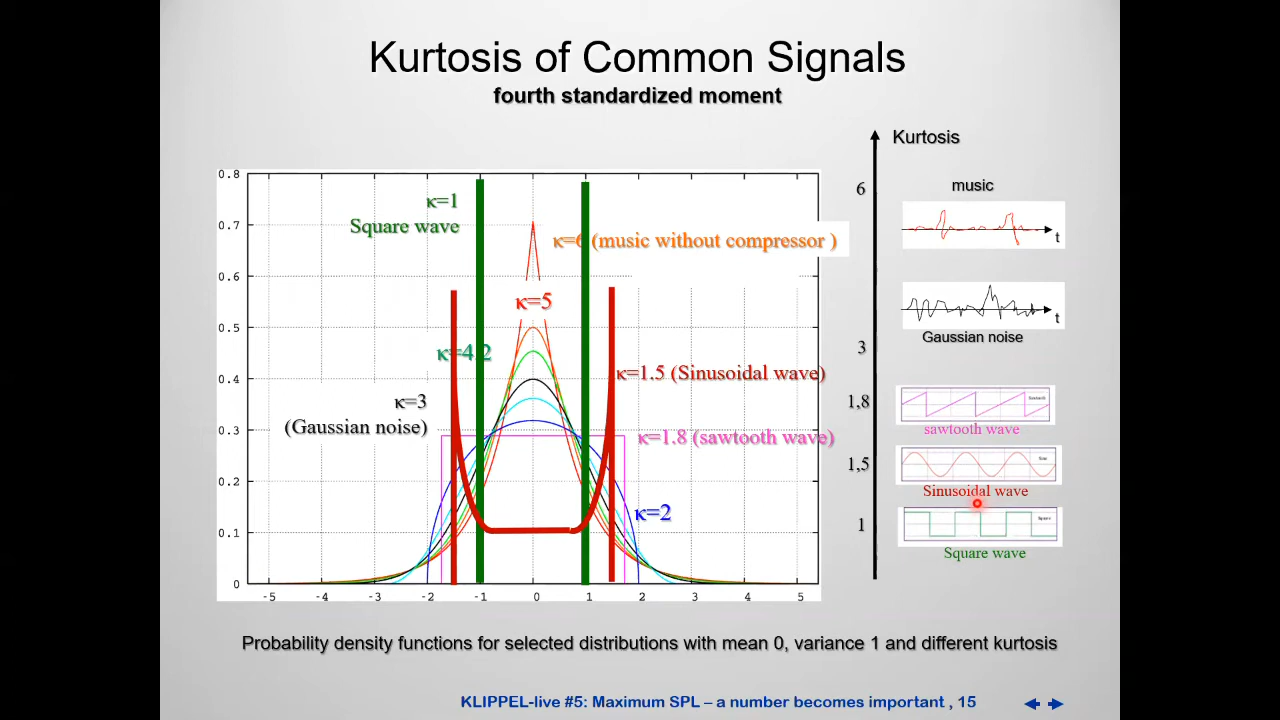 Kurtosis of Common Signals
fourth standardized moment
Kurtosis
0.8
0.7
0.6
0.5
0.4
0.3
0.2
0.1
0
-5 -4 -3 -2 -1 0 1 2 3 4 5
κ=1
Square wave
κ=6 (music without compressor )
κ=5
κ=4.2
κ=1.5 (Sinusoidal wave)
κ=3
(Gaussian noise)
κ=1.8 (sawtooth wave)
κ=2
6
music
t
t
Gaussian noise
3
1,8
Sawtooth
sawtooth wave
1,5
Sine
Sinusoidal wave
1
Square
Square wave
Probability density functions for selected distributions with mean 0, variance 1 and different kurtosis
KLIPPEL-live #5: Maximum SPL – a number becomes important , 15